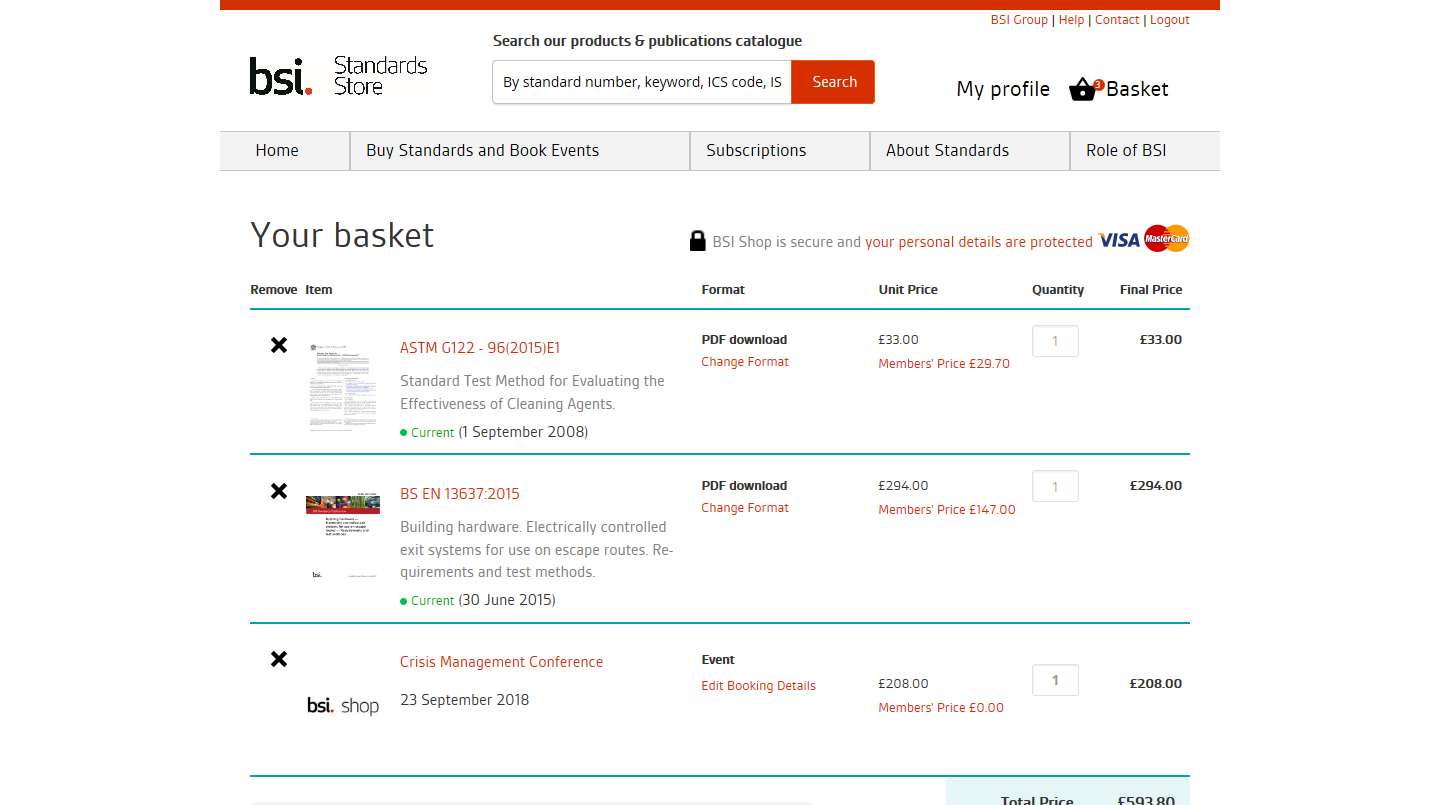 BSI Group | Help | Contact | Logout
Search our products & publications catalogue
bsi. Standards Store
By standard number, keyword, ICS code, IS
Search
My profile
3
Basket
Home
Buy Standards and Book Events
Subscriptions
About Standards
Role of BSI
Your basket
BSI Shop is secure and your personal details are protected
VISA
MasterCard
Remove Item Format Unit Price Quantity Final Price
ASTM G122 - 96(2015)E1
Standard Test Method for Evaluating the
Effectiveness of Cleaning Agents.
Current (1 September 2008)
PDF download
Change Format
£33.00
Members' Price £29.70
1
£33.00
bsi.
BS EN 13637:2015
Building hardware. Electrically controlled
exit systems for use on escape routes. Re-
quirements and test methods.
Current (30 June 2015)
PDF download
Change Format
£294.00
Members' Price £147.00
1
£294.00
bsi. shop
Crisis Management Conference
23 September 2018
Event
Edit Booking Details
£208.00
Members' Price £0.00
1
£208.00
Total Price £593.80